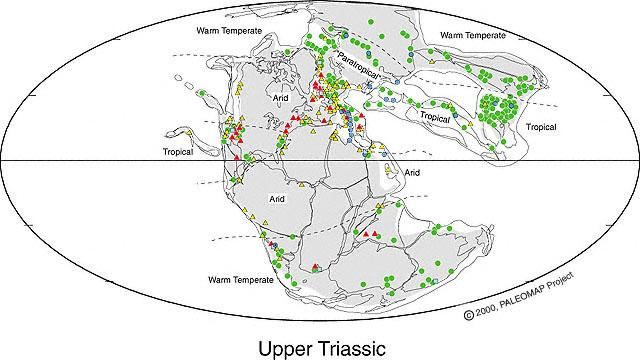 Warm Temperate
Warm Temperate
"Paratropical"
Arid
Tropical
Tropical
Tropical
Arid
Arid
Warm Temperate
© 2000, PALEOMAP Project
Upper Triassic